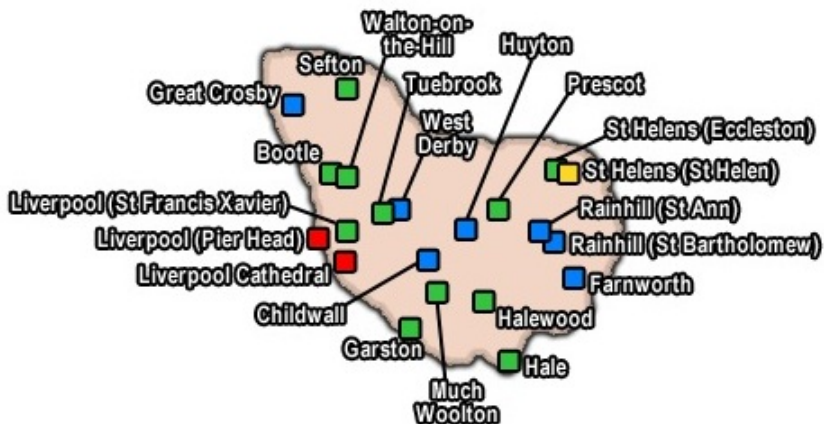 Walton-on-
the-Hill
Huyton
Sefton
Tuebrook
Prescot
Great Crosby
West
Derby
St Helens (Eccleston)
Bootle
St Helens (St Helen)
Liverpool (St Francis Xavier)
Rainhill (St Ann)
Liverpool (Pier Head)
Rainhill (St Bartholomew)
Liverpool Cathedral
Farnworth
Childwall
Halewood
Garston
Hale
Much
Woolton